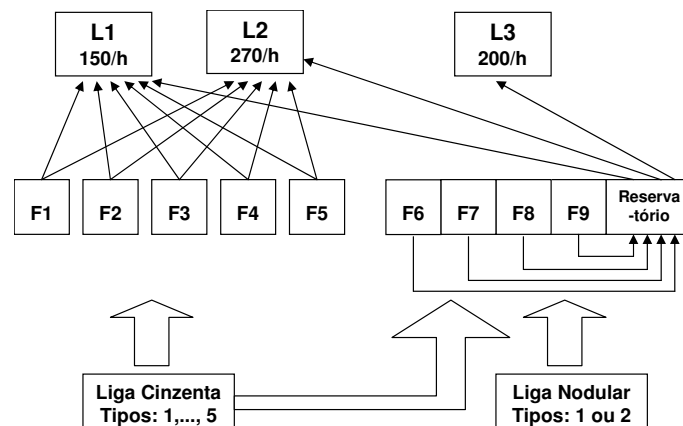 L1
150/h
L2
270/h
L3
200/h
F1
F2
F3
F4
F5
F6
F7
F8
F9
Reserva
-tório
Liga Cinzenta
Tipos: 1,..., 5
Liga Nodular
Tipos: 1 ou 2